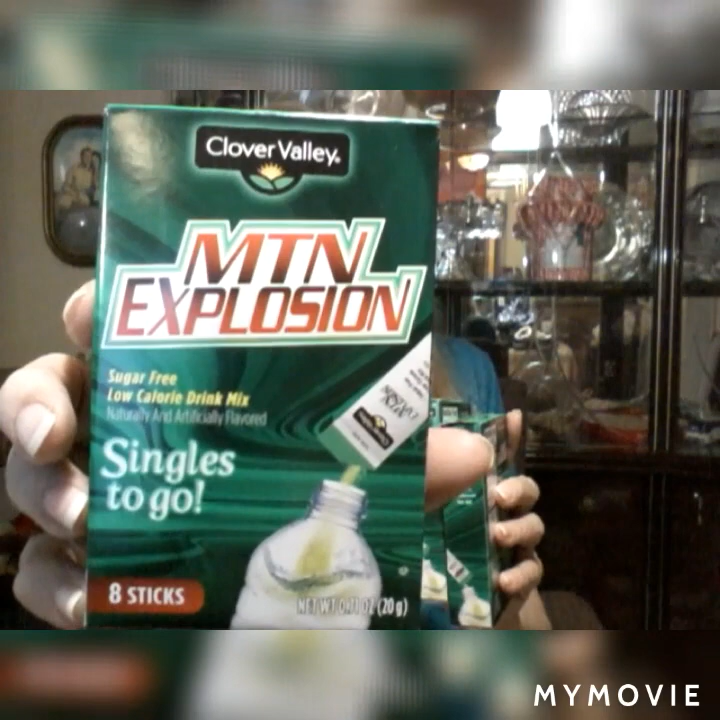 Clover Valley®
MTN
EXPLOSION
Sugar Free
Low Calorie Drink Mix
Naturally And Artificially Flavored
Singles
to go!
8 STICKS
NET WT 0.71 OZ (20g)
MYMOVIE